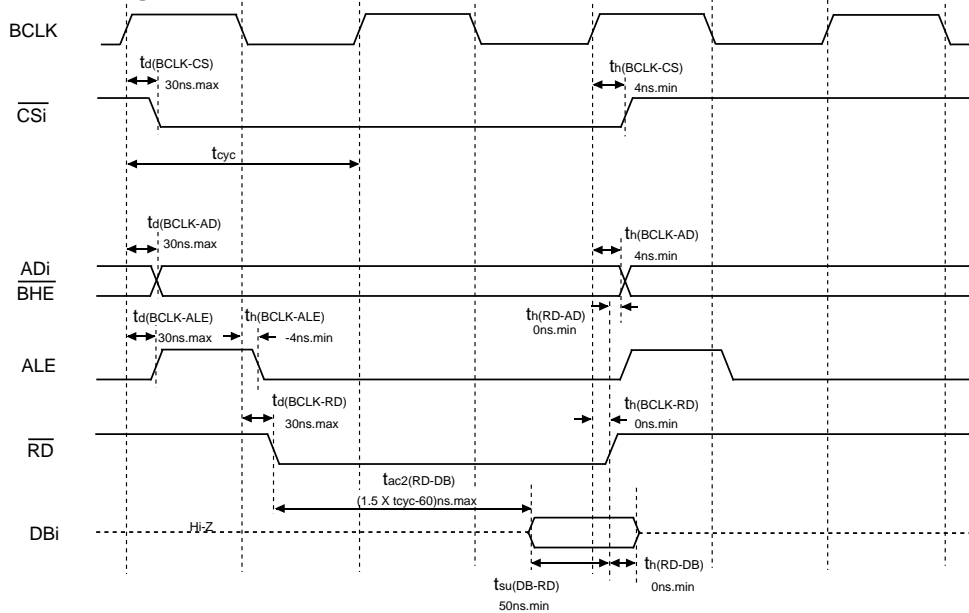 BCLK
td(BCLK-CS)
30ns.max
th(BCLK-CS)
4ns.min
CSi
tcyc
td(BCLK-AD)
30ns.max
th(BCLK-AD)
4ns.min
ADi
BHE
th(RD-AD)
0ns.min
td(BCLK-ALE)
30ns.max
th(BCLK-ALE)
-4ns.min
ALE
td(BCLK-RD)
30ns.max
th(BCLK-RD)
0ns.min
RD
tac2(RD-DB)
(1.5 X tcyc-60)ns.max
Hi-Z
DBi
tsu(DB-RD)
50ns.min
th(RD-DB)
0ns.min